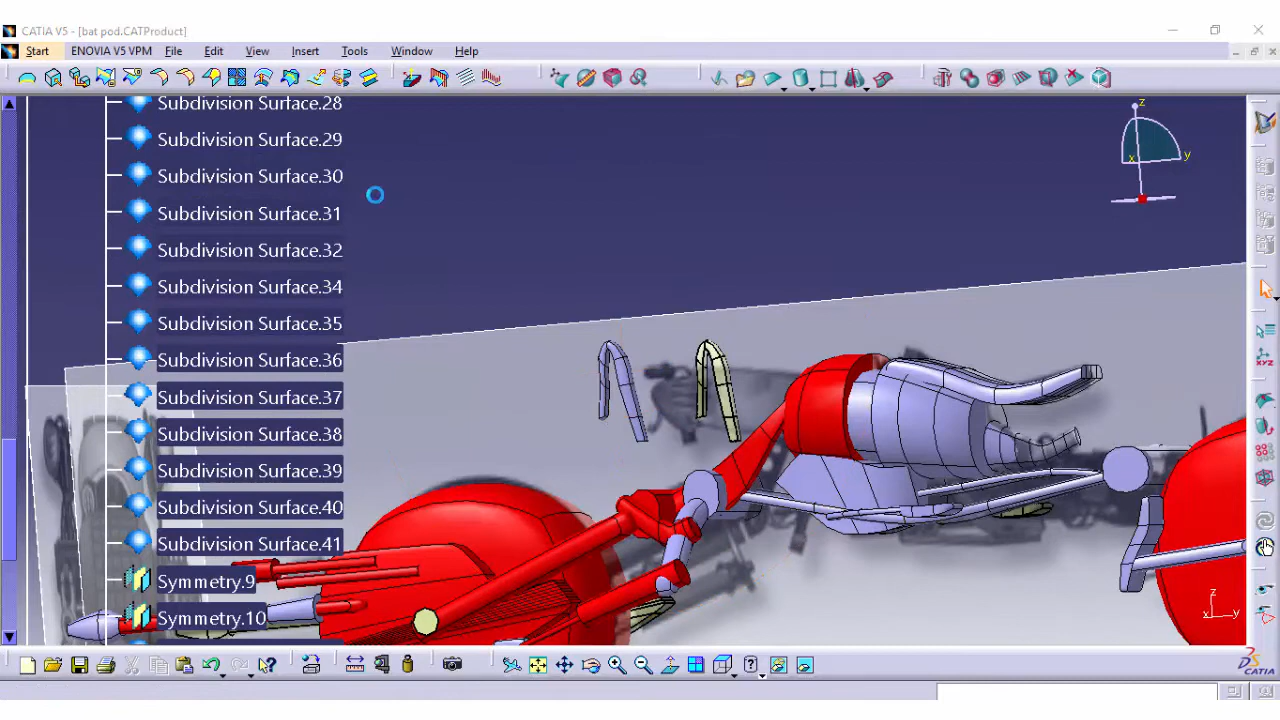 CATIA V5 - [bat pod.CATProduct]
Start ENOVIA V5 VPM File Edit View Insert Tools Window Help
Subdivision Surface.28
Subdivision Surface.29
Subdivision Surface.30
Subdivision Surface.31
Subdivision Surface.32
Subdivision Surface.34
Subdivision Surface.35
Subdivision Surface.36
Subdivision Surface.37
Subdivision Surface.38
Subdivision Surface.39
Subdivision Surface.40
Subdivision Surface.41
Symmetry.9
Symmetry.10
z
x
y
XYZ
z
x
y
CATIA